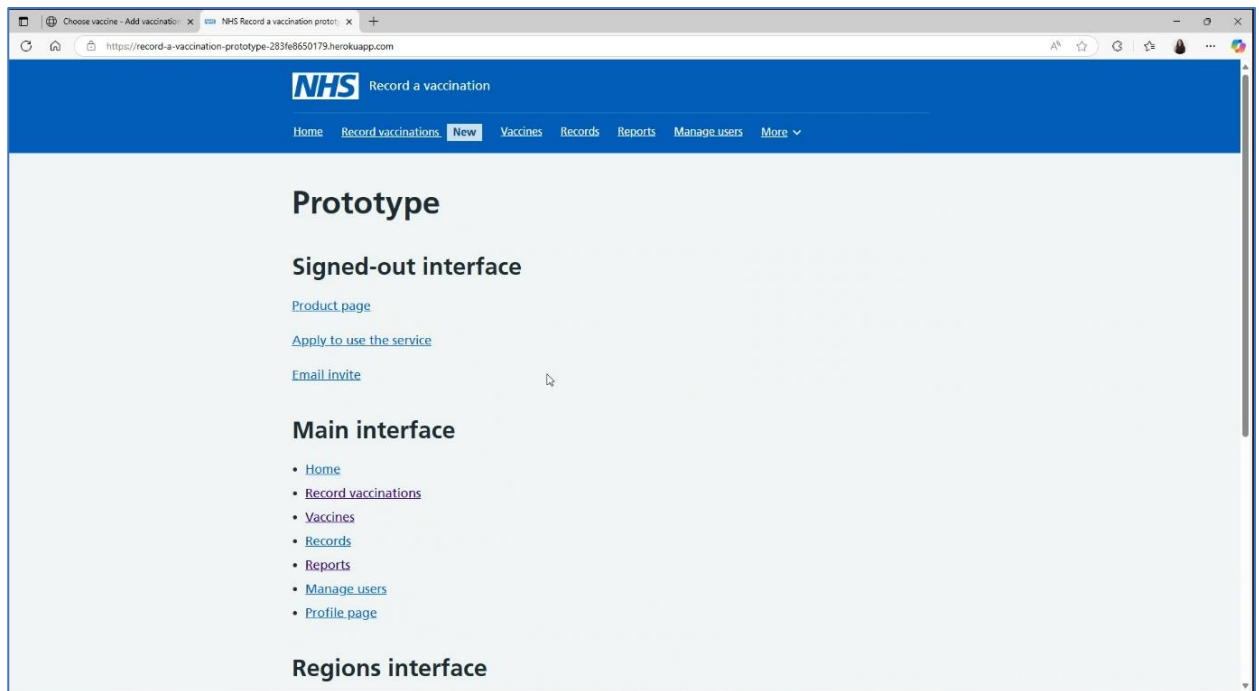 Choose vaccine - Add vaccination
NHS Record a vaccination protot
https://record-a-vaccination-prototype-283fe8650179.herokuapp.com
NHS Record a vaccination
Home Record vaccinations New Vaccines Records Reports Manage users More
Prototype
Signed-out interface
Product page
Apply to use the service
Email invite
Main interface
• Home
• Record vaccinations
• Vaccines
• Records
• Reports
• Manage users
• Profile page
Regions interface